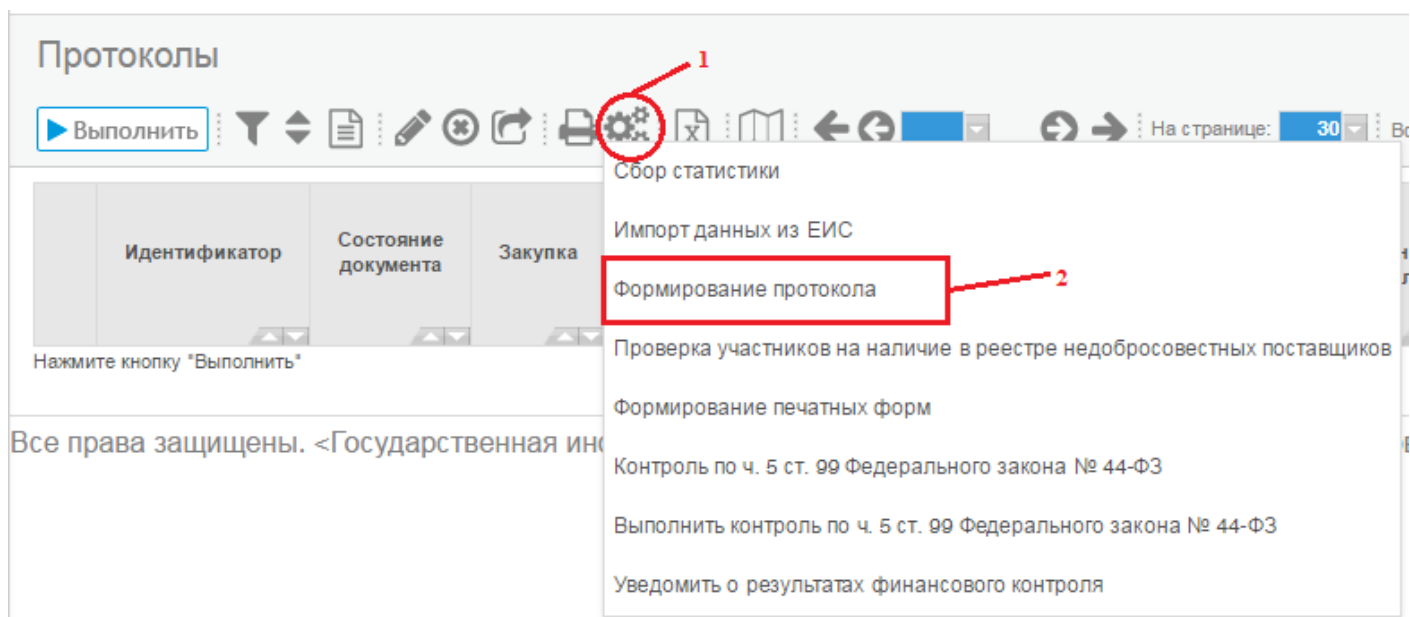 Протоколы
1
Выполнить
На странице:
30
Идентификатор
Состояние
документа
Закупка
Нажмите кнопку "Выполнить"
Сбор статистики
Импорт данных из ЕИС
Формирование протокола
2
Проверка участников на наличие в реестре недобросовестных поставщиков
Формирование печатных форм
Контроль по ч. 5 ст. 99 Федерального закона № 44-ФЗ
Выполнить контроль по ч. 5 ст. 99 Федерального закона № 44-ФЗ
Уведомить о результатах финансового контроля
Все права защищены. <Государственная